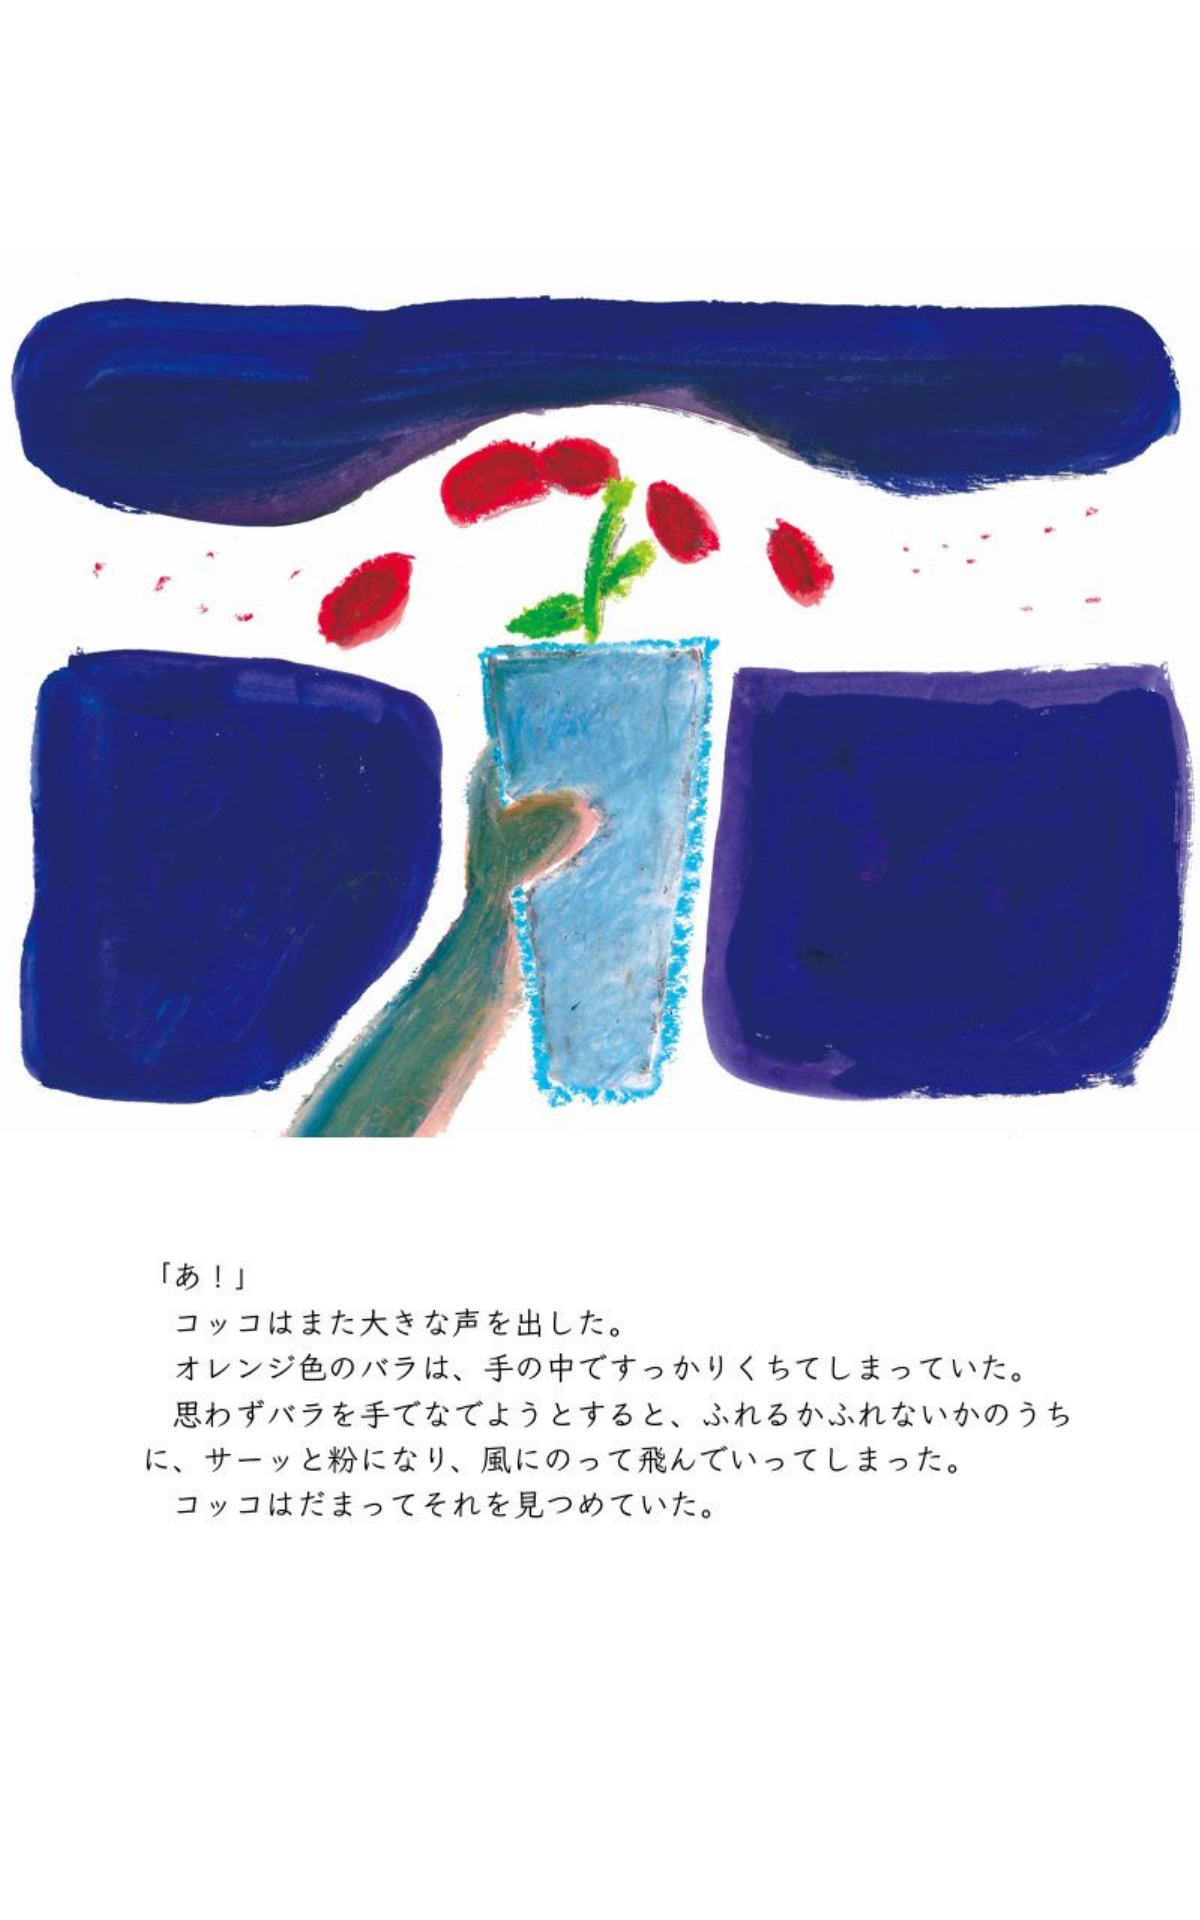 「あ！」
コッコはまた大きな声を出した。
オレンジ色のバラは、手の中ですっかりくちてしまっていた。
思わずバラを手でなでようとすると、ふれるかふれないかのうち
に、サーッと粉になり、風にのって飛んでいってしまった。
コッコはだまってそれを見つめていた。